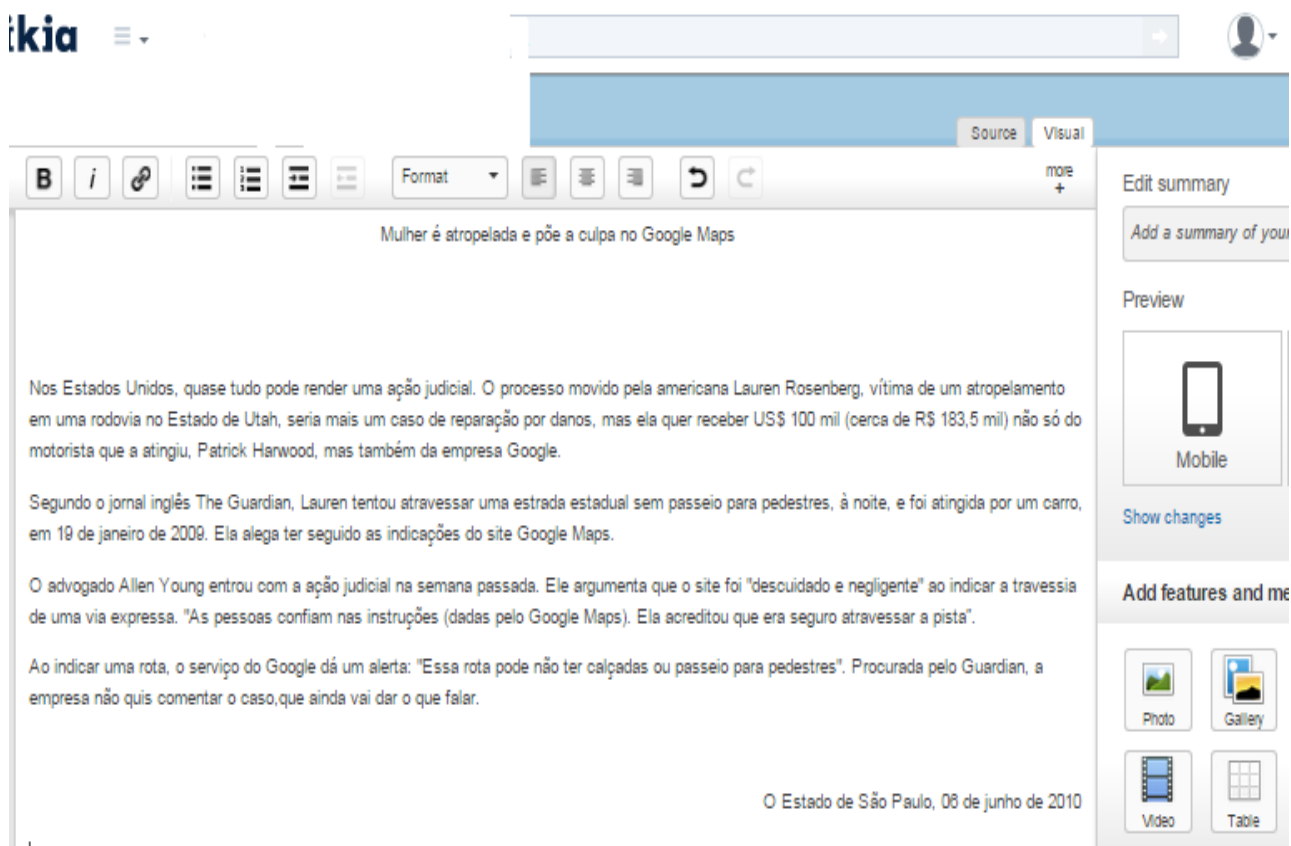 Source Visual
B i Format more +
Edit summary
Add a summary of your
Mulher é atropelada e põe a culpa no Google Maps
Preview
Mobile
Show changes
Nos Estados Unidos, quase tudo pode render uma ação judicial. O processo movido pela americana Lauren Rosenberg, vítima de um atropelamento
em uma rodovia no Estado de Utah, seria mais um caso de reparação por danos, mas ela quer receber US$ 100 mil (cerca de R$ 183,5 mil) não só do
motorista que a atingiu, Patrick Harwood, mas também da empresa Google.
Segundo o jornal inglês The Guardian, Lauren tentou atravessar uma estrada estadual sem passeio para pedestres, à noite, e foi atingida por um carro,
em 19 de janeiro de 2009. Ela alega ter seguido as indicações do site Google Maps.
O advogado Allen Young entrou com a ação judicial na semana passada. Ele argumenta que o site foi "descuidado e negligente" ao indicar a travessia
de uma via expressa. "As pessoas confiam nas instruções (dadas pelo Google Maps). Ela acreditou que era seguro atravessar a pista".
Ao indicar uma rota, o serviço do Google dá um alerta: "Essa rota pode não ter calçadas ou passeio para pedestres". Procurada pelo Guardian, a
empresa não quis comentar o caso,que ainda vai dar o que falar.
O Estado de São Paulo, 06 de junho de 2010
Add features and me
Photo Gallery
Video Table